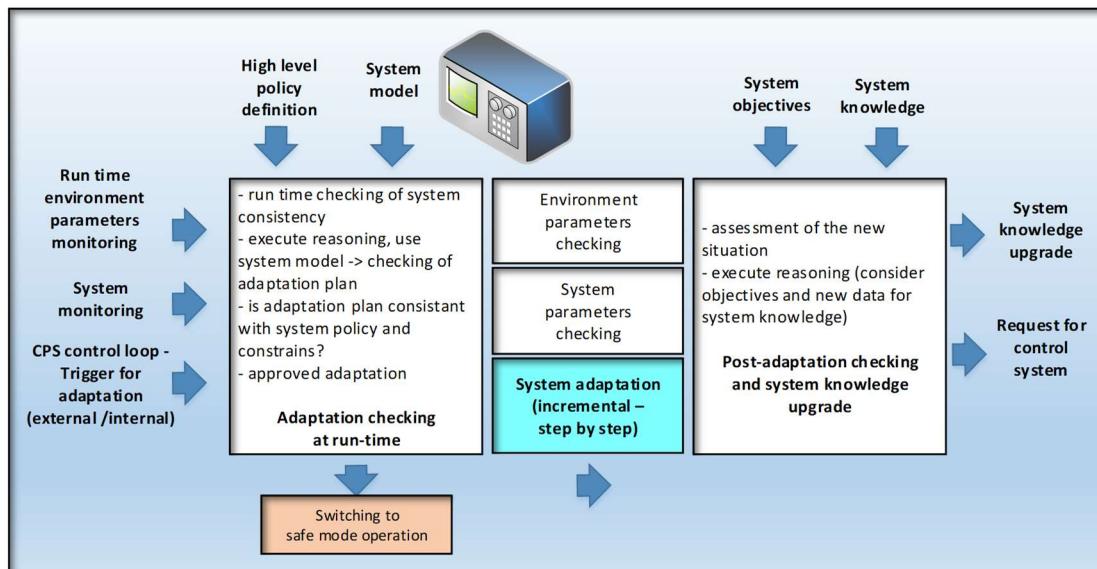 High level
policy
definition
System
model
System
objectives
System
knowledge
Run time
environment
parameters
monitoring
System
monitoring
CPS control loop -
Trigger for
adaptation
(external /internal)
- run time checking of system
consistency
- execute reasoning, use
system model -> checking of
adaptation plan
- is adaptation plan consistant
with system policy and
constrains?
- approved adaptation
Adaptation checking
at run-time
Switching to
safe mode operation
Environment
parameters
checking
System
parameters
checking
System adaptation
(incremental –
step by step)
- assessment of the new
situation
- execute reasoning (consider
objectives and new data for
system knowledge)
Post-adaptation checking
and system knowledge
upgrade
System
knowledge
upgrade
Request for
control
system